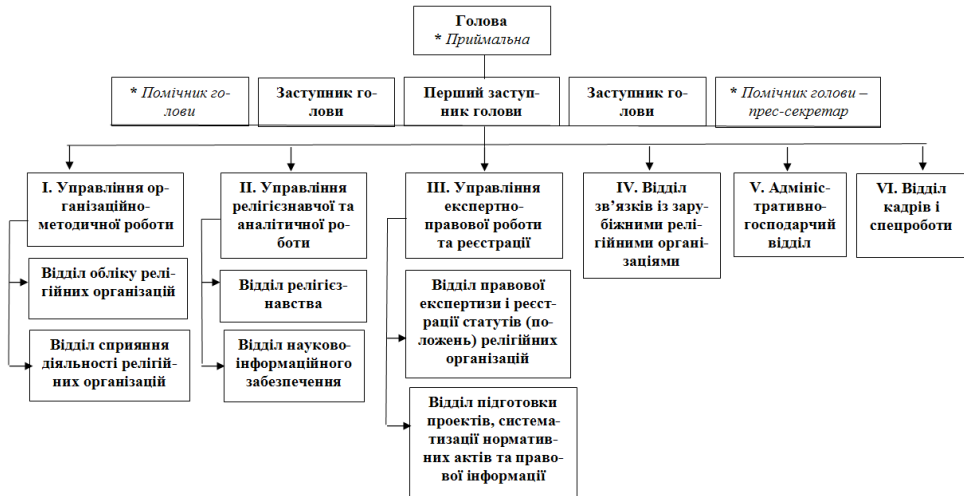 Голова
* Приймальна
* Помічник го-
лови
Заступник го-
лови
Перший заступ-
ник голови
Заступник го-
лови
* Помічник голови –
прес-секретар
I. Управління ор-
ганізаційно-
методичної роботи
II. Управління
релігієзнавчої та
аналітичної ро-
боти
III. Управління
експертно-
правової роботи
та реєстрації
IV. Відділ
зв’язків із зару-
біжними релі-
гійними органі-
заціями
V. Адмініс-
тративно-
господарчий
відділ
VI. Відділ
кадрів і
спецроботи
Відділ обліку релі-
гійних організацій
Відділ релігієз-
навства
Відділ правової
експертизи і реєст-
рації статутів (по-
ложень) релігійних
організацій
Відділ сприяння
діяльності релігій-
них організацій
Відділ науково-
інформаційного
забезпечення
Відділ підготовки
проектів, система-
тизації норматив-
них актів та право-
вої інформації